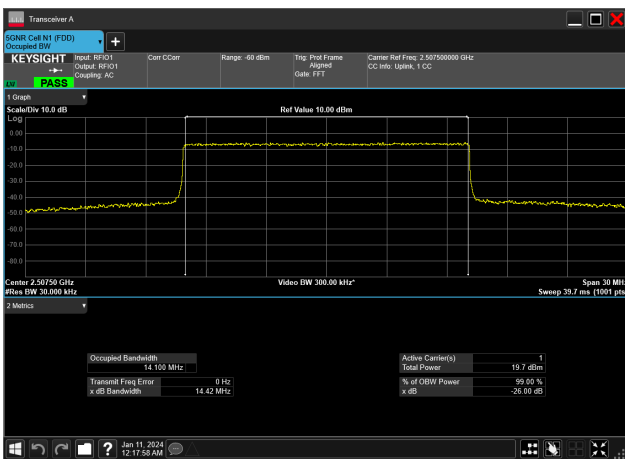 Transceiver A
5GNR Cell N1 (FDD)
Occupied BW
KEYSIGHT
PASS
Input: RFIO1
Output: RFIO1
Coupling: AC
Corr CCorr
Range: -60 dBm
Trig: Prot Frame
Aligned
Gate: FFT
Carrier Ref Freq: 2.507500000 GHz
CC Info: Uplink, 1 CC
1 Graph
Scale/Div 10.0 dB
Ref Value 10.00 dBm
Log
0.00
-10.0
-20.0
-30.0
-40.0
-50.0
-60.0
-70.0
-80.0
Center 2.50750 GHz
Video BW 300.00 kHz*
Span 30 MHz
#Res BW 30.000 kHz
Sweep 39.7 ms (1001 pts
2 Metrics
Occupied Bandwidth
14.100 MHz
Transmit Freq Error 0 Hz
x dB Bandwidth 14.42 MHz
Active Carrier(s) 1
Total Power 19.7 dBm
% of OBW Power 99.00 %
x dB -26.00 dB
?
Jan 11, 2024
12:17:58 AM